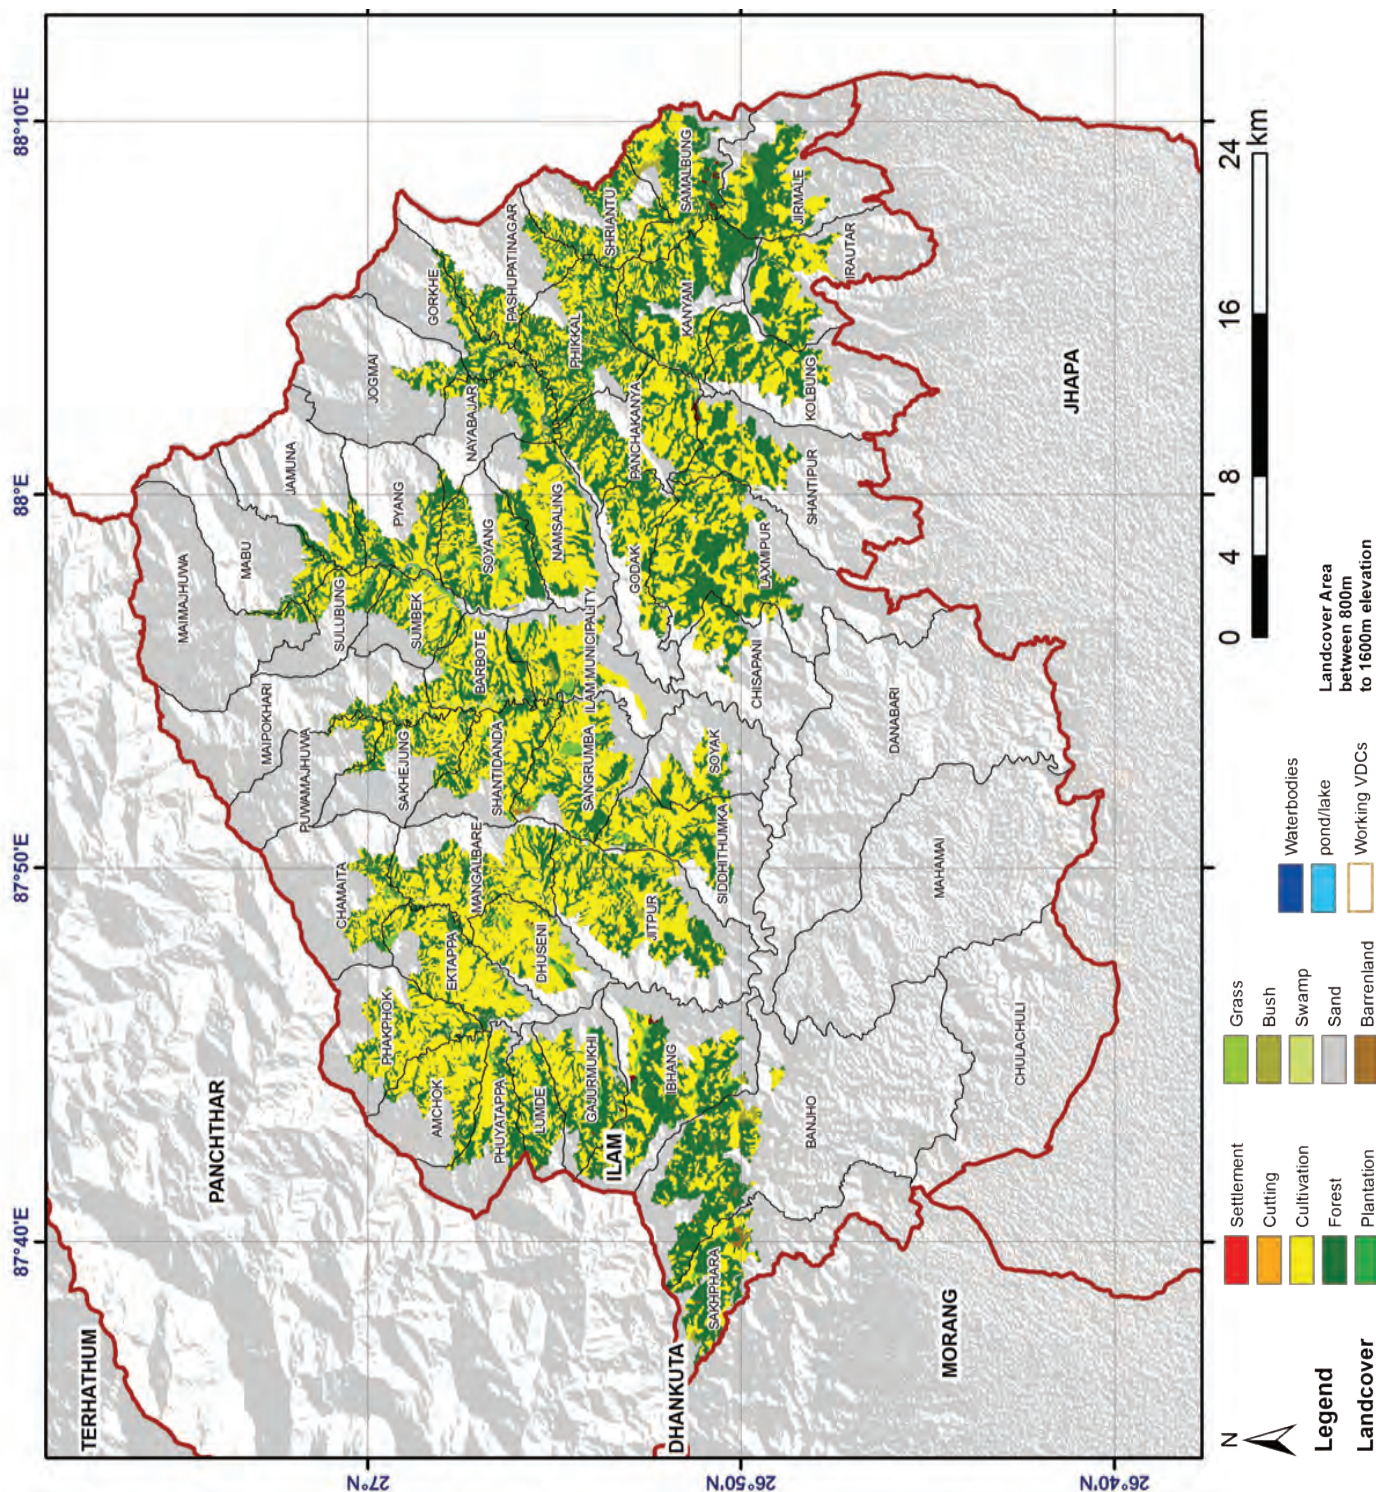 88°10'E
88°E
87°50'E
87°40'E
27°N
26°50'N
26°40'N
TERHATHUM
PANCHTHAR
DHANKUTA
MORANG
ILAM
JHAPA
MAIMAJHUWA
MABU
JAMUNA
JOGMAI
GORKHE
PASHUPATINAGAR
SHRIANTU
SAMALBUNG
JIRMALE
IRAUTAR
KANYAM
PHIKKAL
NAYABAJAR
PYANG
SULUBUNG
SUMBEK
SOYANG
NAMSALING
PANCHAKANYA
KOLBUNG
GODAK
SHANTIPUR
LAXMIPUR
MAIPOKHARI
PUWAMAJHUWA
SAKHEJUNG
BARBOTE
SHANTIDANDA
ILAM MUNICIPALITY
SANGRUMBA
SOYAK
CHISAPANI
DANABARI
CHAMAITA
MANGALBARE
EKTAPPA
DHUSENI
JITPUR
SIDDHITHUMKA
MAHAMAI
PHAKPHOK
AMCHOK
PHUYATAPPA
LUMDE
GAJURMUKHI
IBHANG
BANJHO
CHULACHULI
SAKHPHARA
0 4 8 16 24
km
N
Legend
Landcover
Settlement
Cutting
Cultivation
Forest
Plantation
Grass
Bush
Swamp
Sand
Barrenland
Waterbodies
pond/lake
Working VDCs
Landcover Area
between 800m
to 1600m elevation